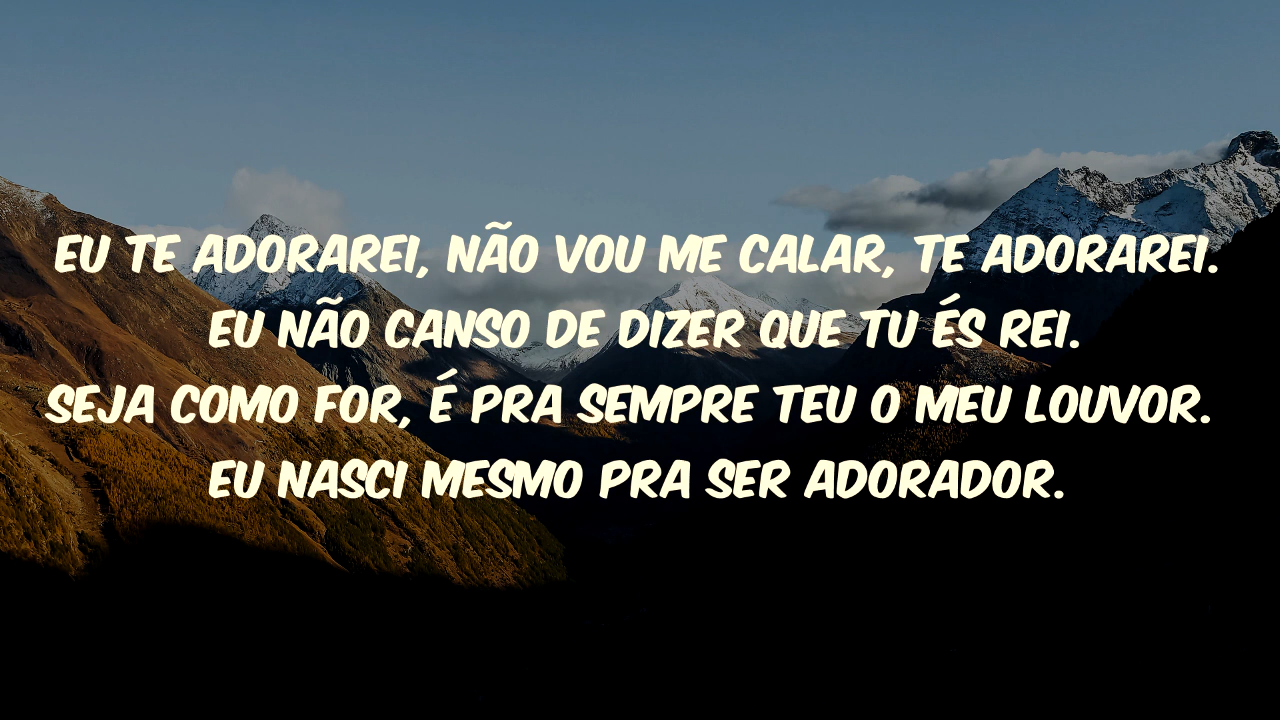 EU TE ADORAREI, NÃO VOU ME CALAR, TE ADORAREI.
EU NÃO CANSO DE DIZER QUE TU ÉS REI.
SEJA COMO FOR, É PRA SEMPRE TEU O MEU LOUVOR.
EU NASCI MESMO PRA SER ADORADOR.